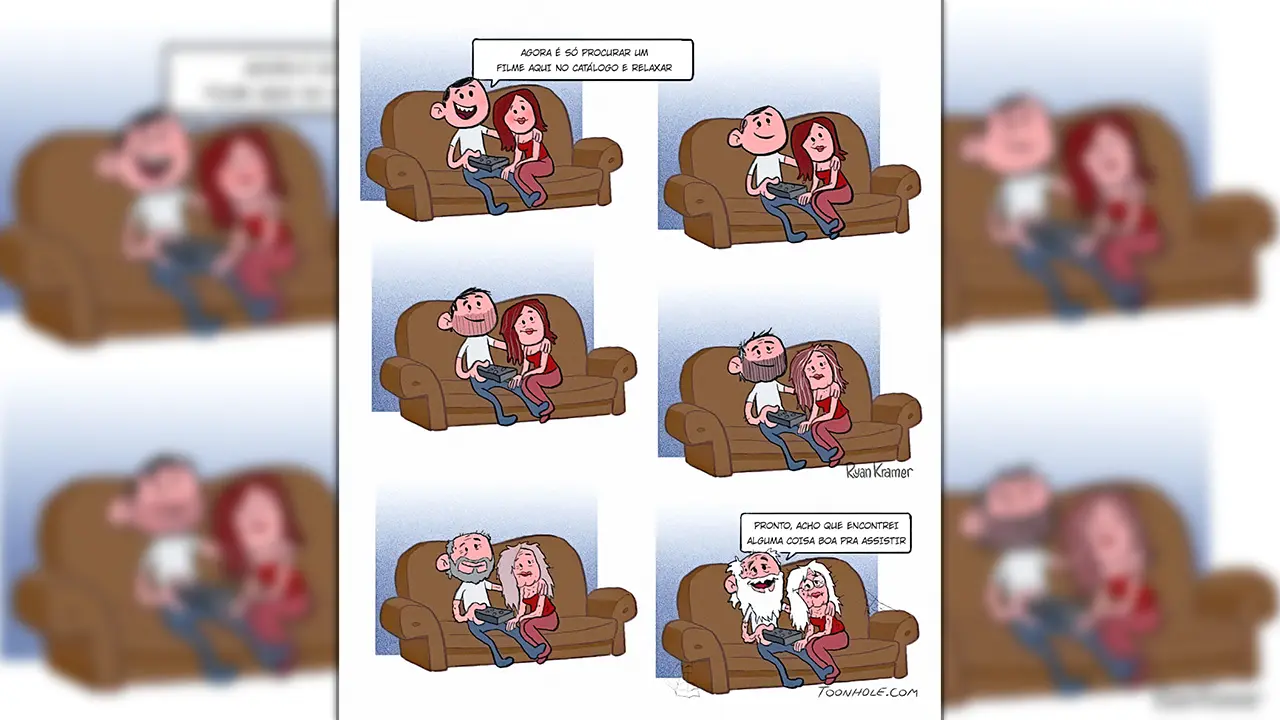 AGORA É SÓ PROCURAR UM
FILME AQUI NO CATÁLOGO E RELAXAR
Ryan Kramer
PRONTO, ACHO QUE ENCONTREI
ALGUMA COISA BOA PRA ASSISTIR
TOONHOLE.COM